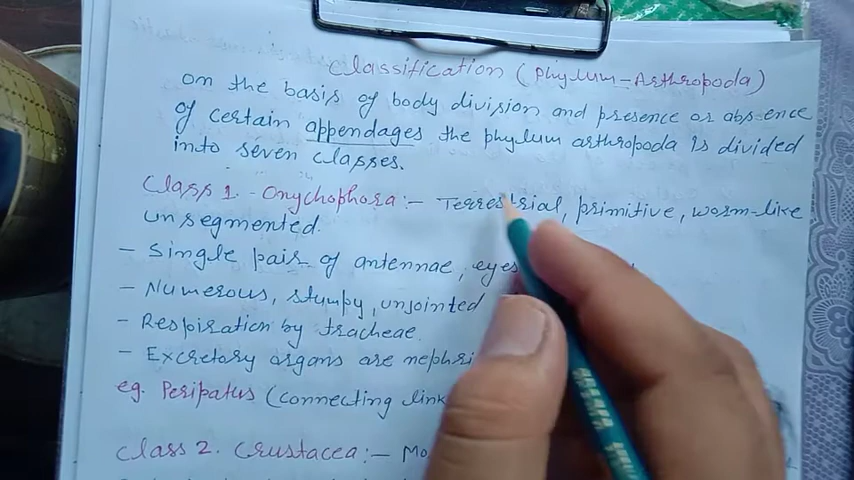 Classification (Phylum-Arthropoda)
On the basis of body division and presence or absence
of certain appendages the phylum arthropoda is divided
into seven classes.
Class 1. Onychophora:- Terrestrial, primitive, worm-like
unsegmented.
- Single pair of antennae, eyes
- Numerous, stumpy, unjointed
- Respiration by tracheae.
- Excretory organs are
eg. Peripatus (connecting link
Class 2. Crustacea:-